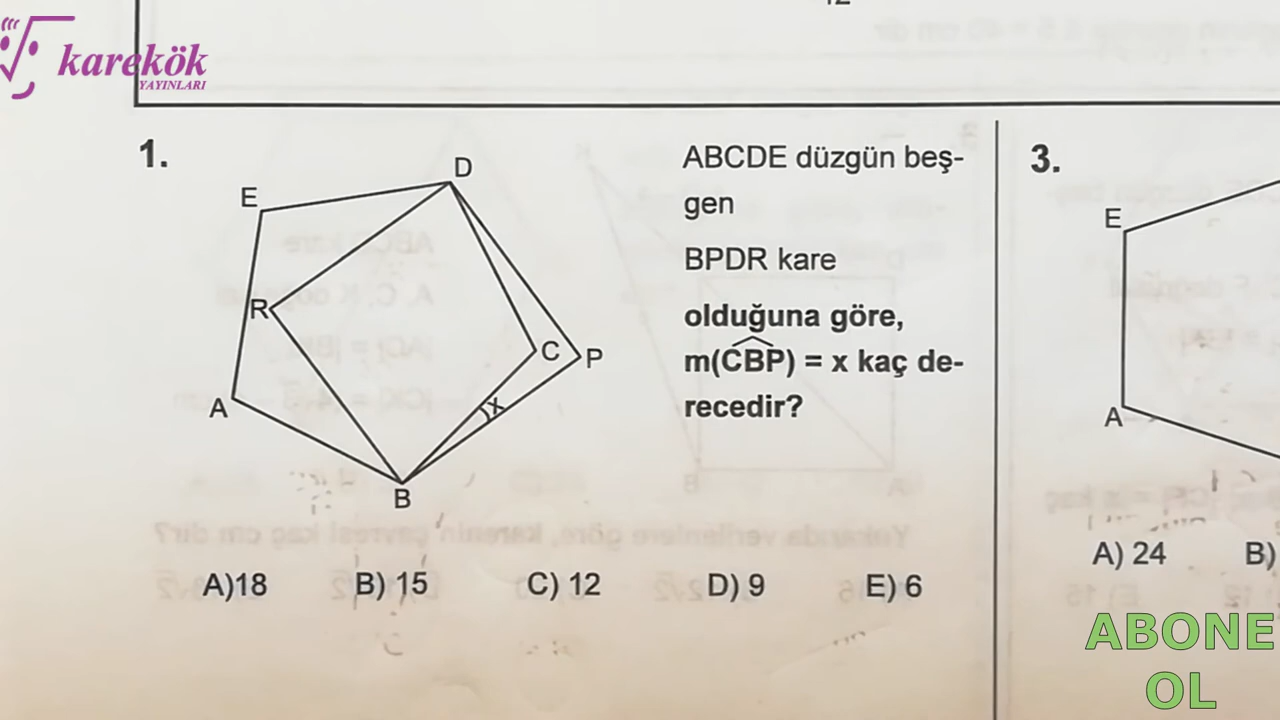 12
karekök
YAYINLARI
1.
D
E
R
C
P
A
x
B
ABCDE düzgün beş-
gen
BPDR kare
olduğuna göre,
m(CBP) = x kaç de-
recedir?
A)18 B) 15 C) 12 D) 9 E) 6
3.
E
A
A) 24 B)
ABONE
OL